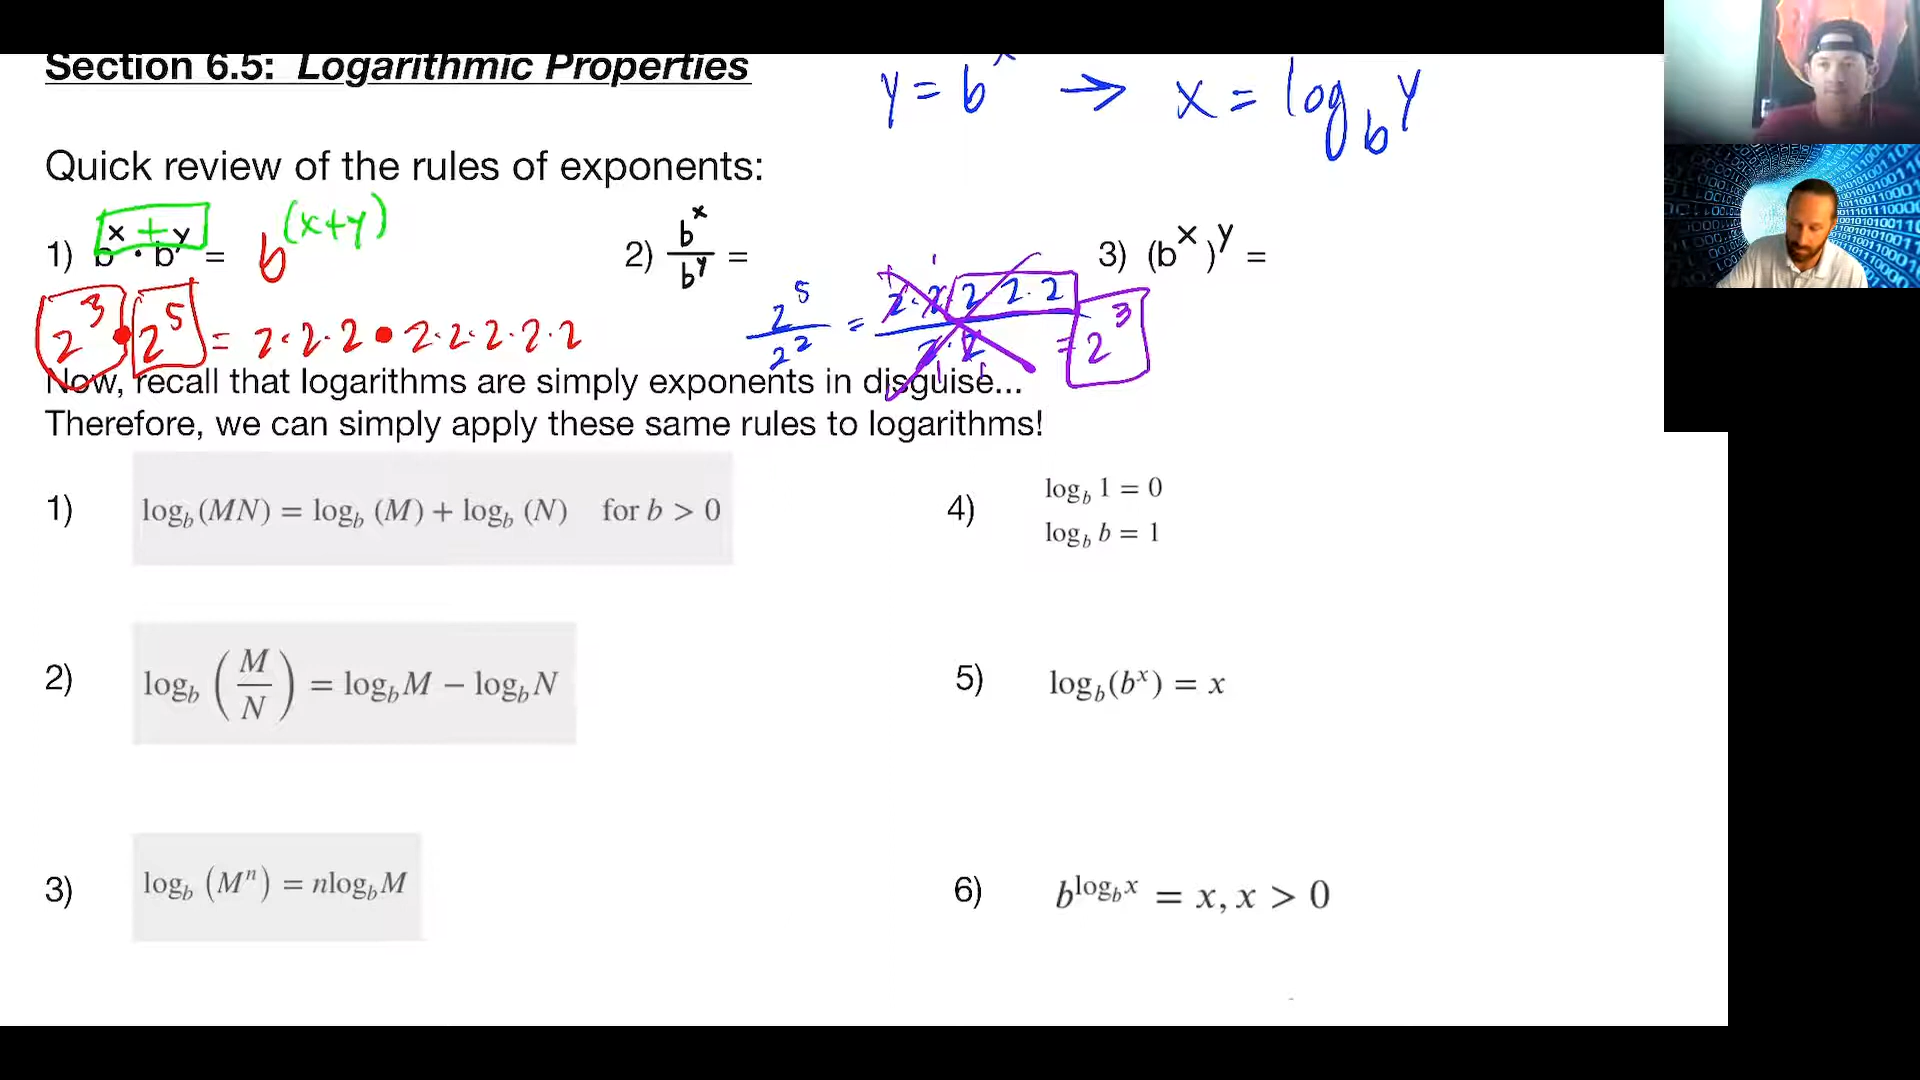 Section 6.5: Logarithmic Properties
y = b^x → x = log_b y
Quick review of the rules of exponents:
1) b^x · b^y = b^(x+y)
+
2) b^x / b^y =
3) (b^x)^y =
2^3 · 2^5 = 2·2·2 • 2·2·2·2·2
2^5 / 2^2 = 2·2·2·2·2 / 2·2 = 2^3
Now, recall that logarithms are simply exponents in disguise...
Therefore, we can simply apply these same rules to logarithms!
1) log_b (MN) = log_b (M) + log_b (N) for b > 0
4) log_b 1 = 0
log_b b = 1
2) log_b (M/N) = log_b M − log_b N
5) log_b (b^x) = x
3) log_b (M^n) = n log_b M
6) b^(log_b x) = x, x > 0